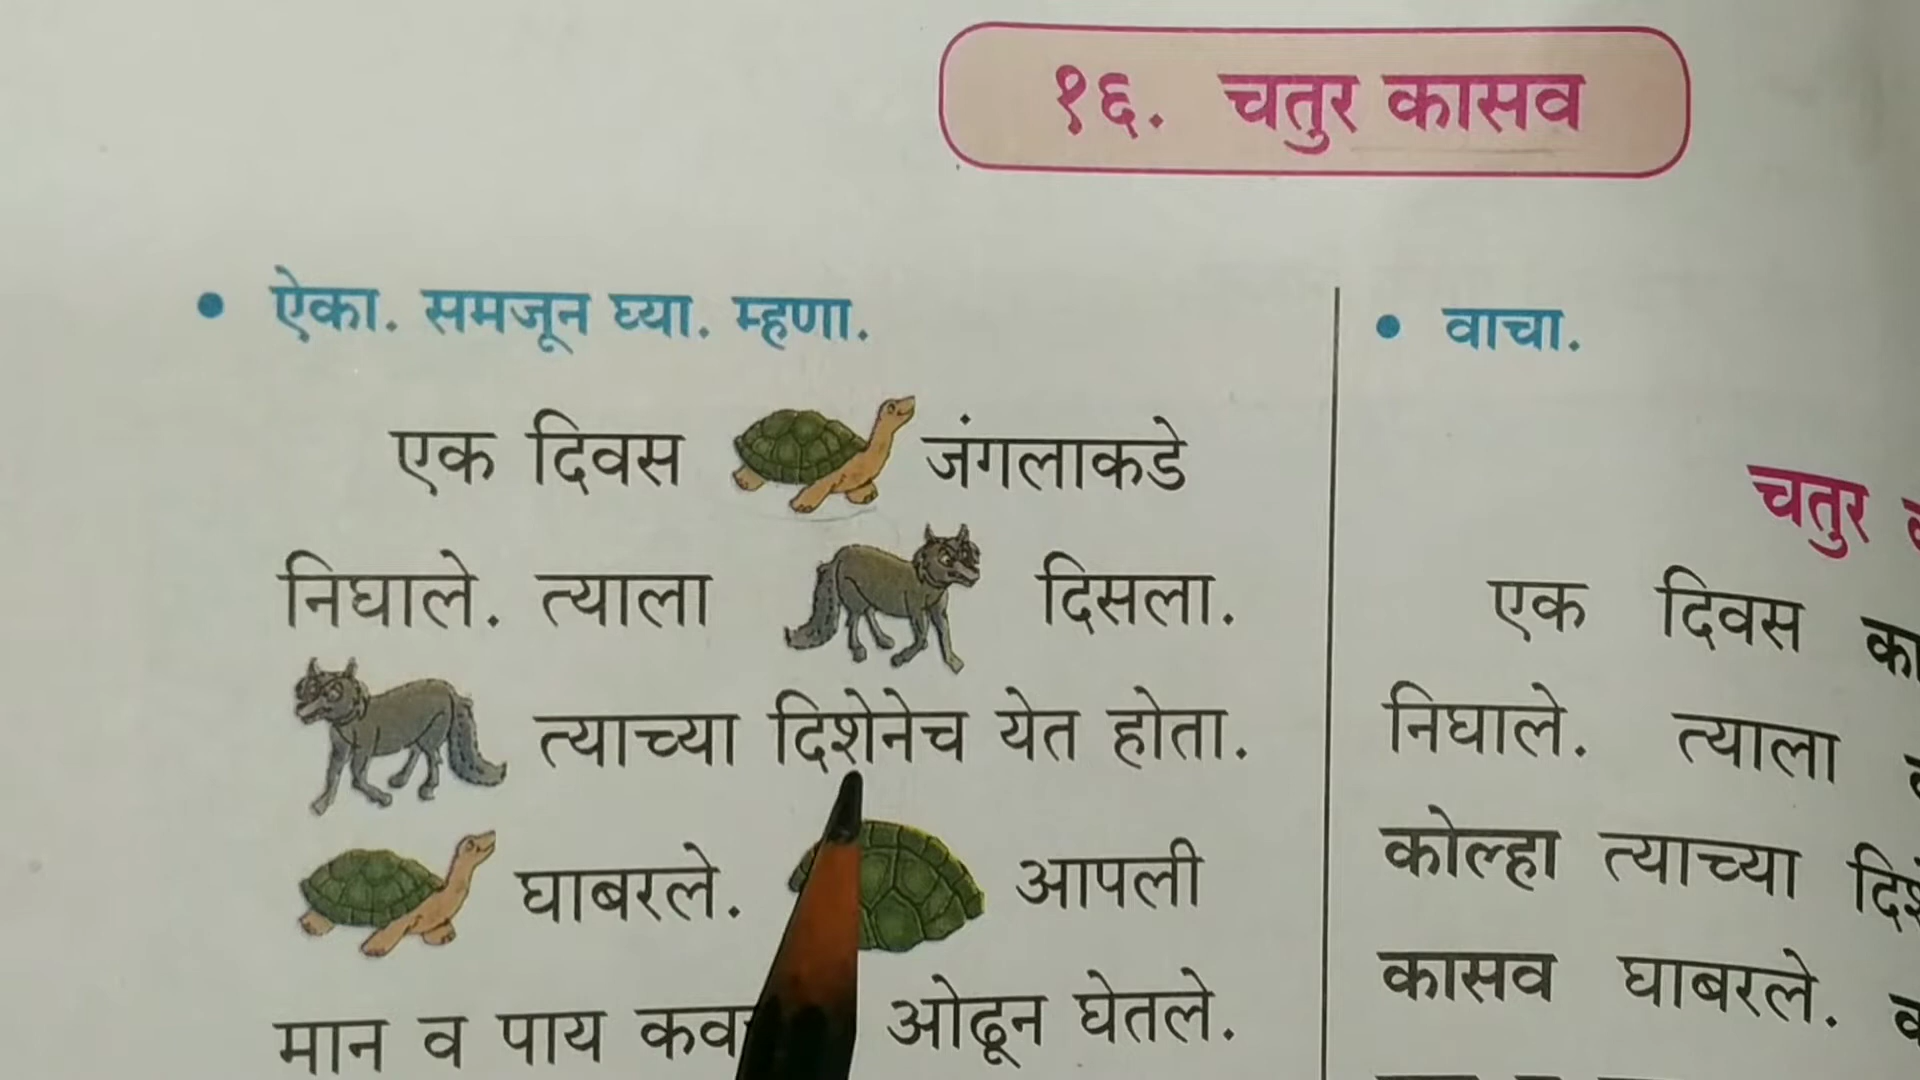 १६. चतुर कासव
• ऐका. समजून घ्या. म्हणा.
एक दिवस जंगलाकडे
निघाले. त्याला दिसला.
त्याच्या दिशेनेच येत होता.
घाबरले. आपली
मान व पाय ओढून घेतले.
• वाचा.
चतुर
एक दिवस
निघाले. त्याला
कोल्हा त्याच्या
कासव घाबरले.